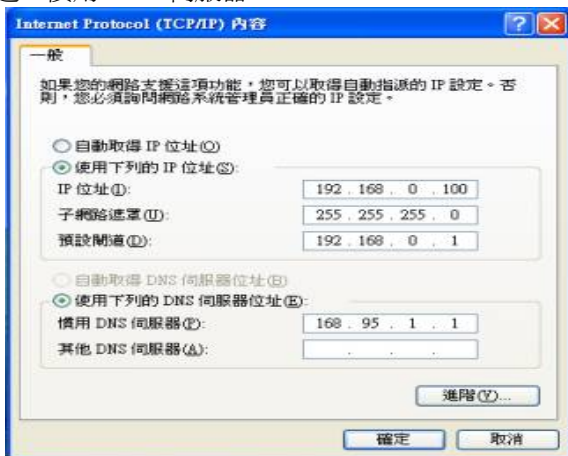 Internet Protocol (TCP/IP) 內容
一般
如果您的網路支援這項功能，您可以取得自動指派的 IP 設定。否
則，您必須詢問網路系統管理員正確的 IP 設定。
自動取得 IP 位址(O)
使用下列的 IP 位址(S):
IP 位址(I): 192 . 168 . 0 . 100
子網路遮罩(U): 255 . 255 . 255 . 0
預設閘道(D): 192 . 168 . 0 . 1
自動取得 DNS 伺服器位址(B)
使用下列的 DNS 伺服器位址(E):
慣用 DNS 伺服器(P): 168 . 95 . 1 . 1
其他 DNS 伺服器(A): . . .
進階(V)...
確定 取消